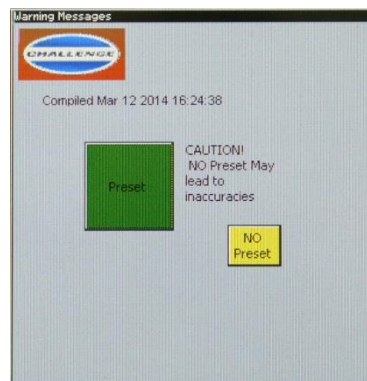 Warning Messages
CHALLENGE
Compiled Mar 12 2014 16:24:38
CAUTION!
NO Preset May
lead to
inaccuracies
Preset
NO
Preset